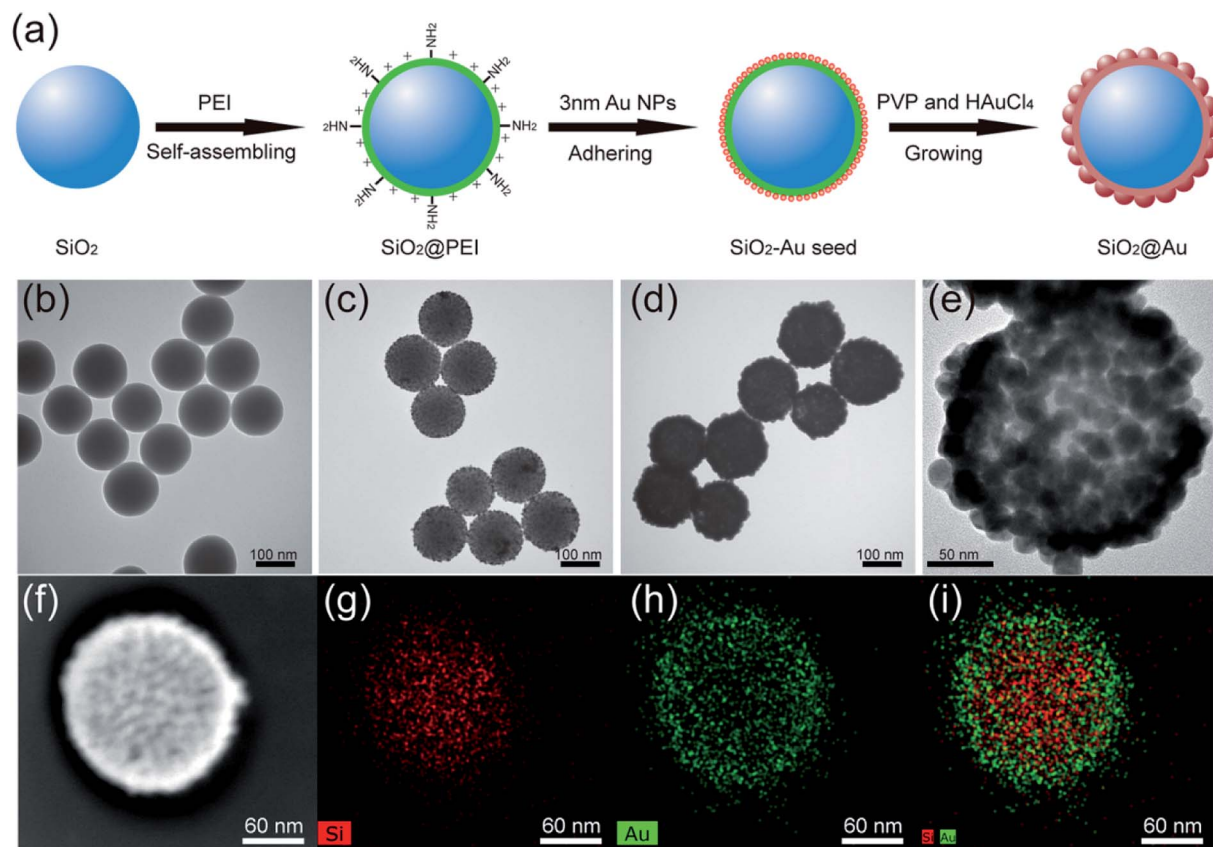 (a)
NH₂
₂HN
NH₂
₂HN
NH₂
₂HN
NH₂
NH₂
PEI
Self-assembling
3nm Au NPs
Adhering
PVP and HAuCl₄
Growing
SiO₂
SiO₂@PEI
SiO₂-Au seed
SiO₂@Au
(b)
100 nm
(c)
100 nm
(d)
100 nm
(e)
50 nm
(f)
60 nm
(g)
Si
60 nm
(h)
Au
60 nm
(i)
Si Au
60 nm